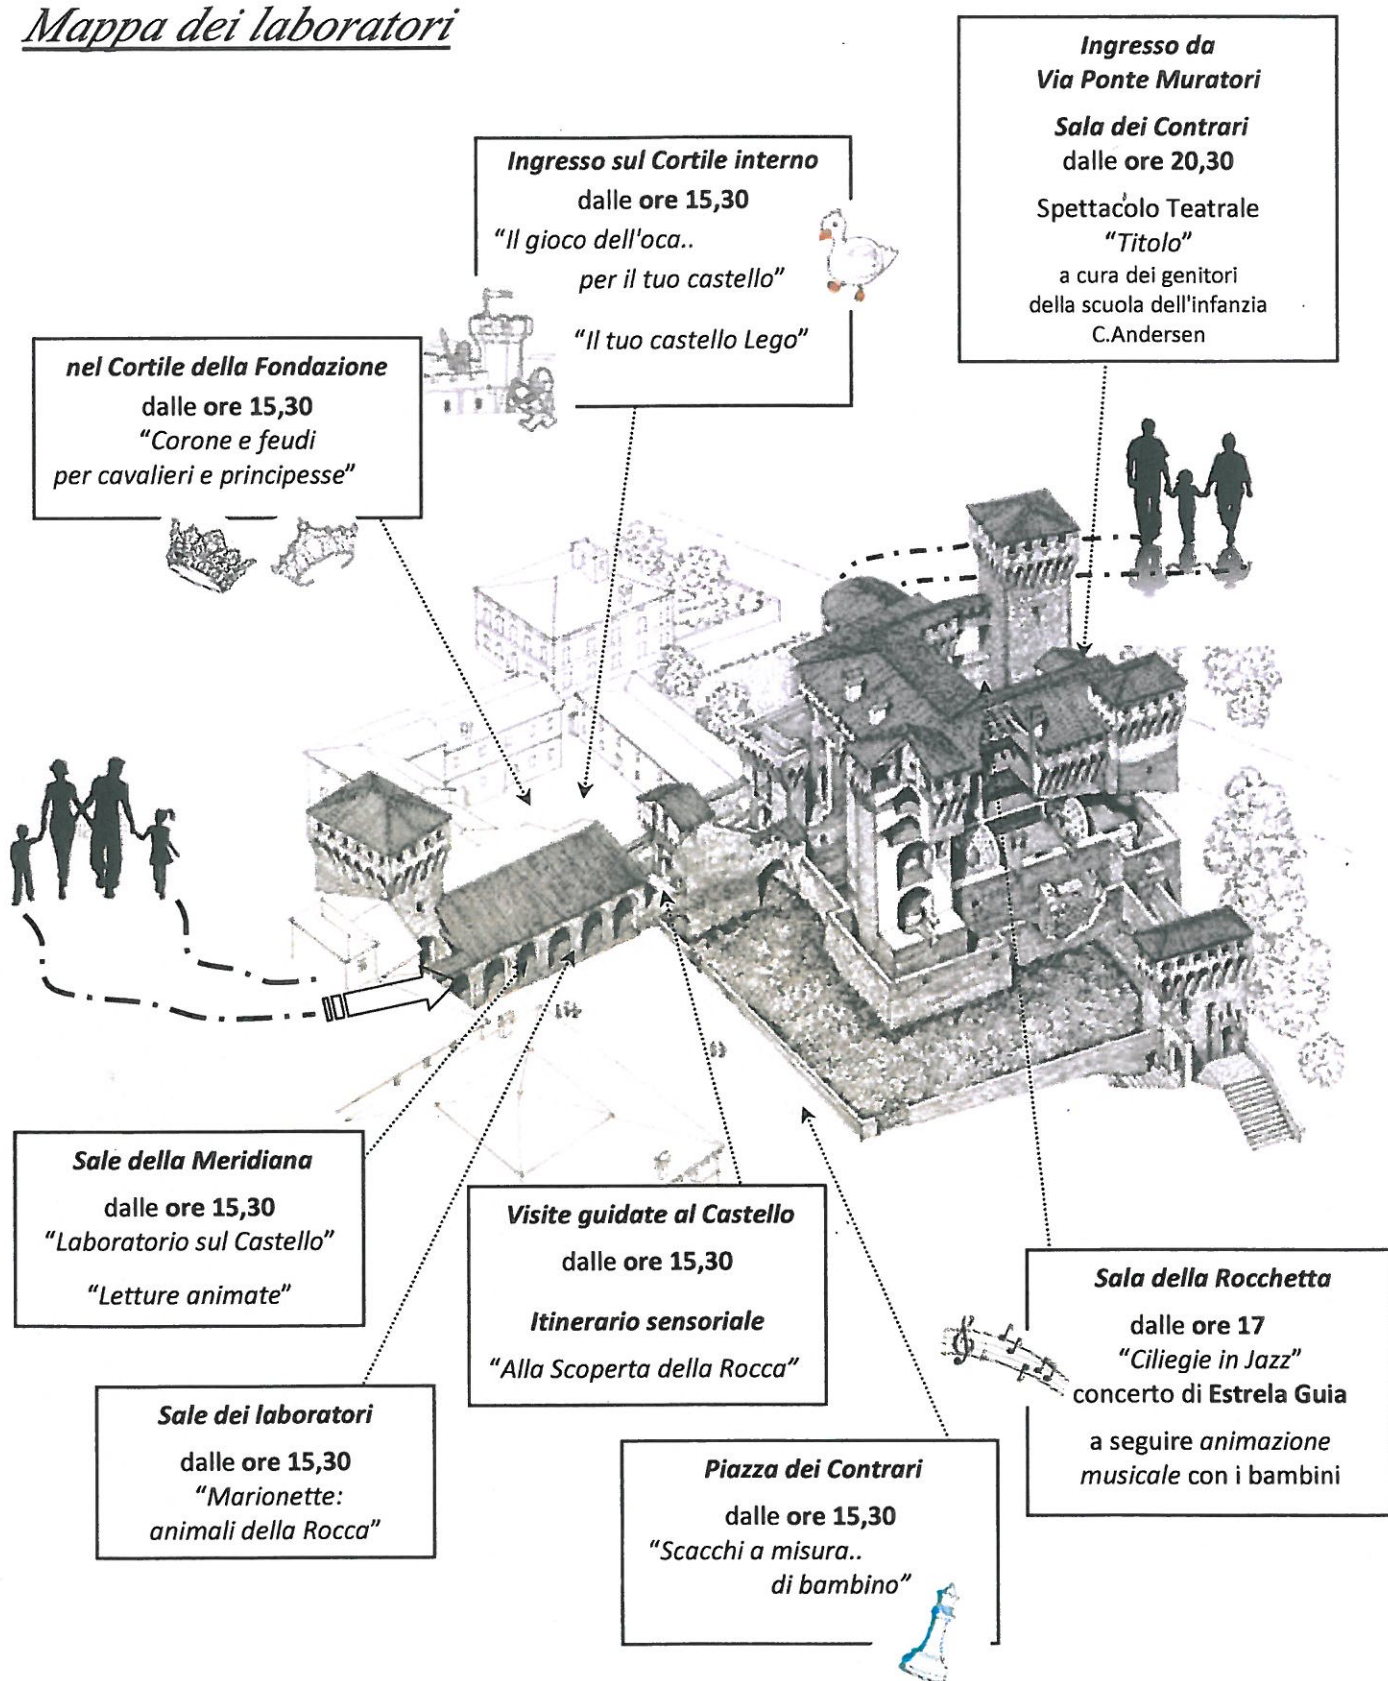 Mappa dei laboratori
Ingresso da
Via Ponte Muratori
Sala dei Contrari
dalle ore 20,30
Spettacolo Teatrale
“Titolo”
a cura dei genitori
della scuola dell'infanzia
C.Andersen
Ingresso sul Cortile interno
dalle ore 15,30
“Il gioco dell'oca..
per il tuo castello”
“Il tuo castello Lego”
nel Cortile della Fondazione
dalle ore 15,30
“Corone e feudi
per cavalieri e principesse”
Sale della Meridiana
dalle ore 15,30
“Laboratorio sul Castello”
“Letture animate”
Visite guidate al Castello
dalle ore 15,30
Itinerario sensoriale
“Alla Scoperta della Rocca”
Sala della Rocchetta
dalle ore 17
“Ciliegie in Jazz”
concerto di Estrela Guia
a seguire animazione
musicale con i bambini
Sale dei laboratori
dalle ore 15,30
“Marionette:
animali della Rocca”
Piazza dei Contrari
dalle ore 15,30
“Scacchi a misura..
di bambino”